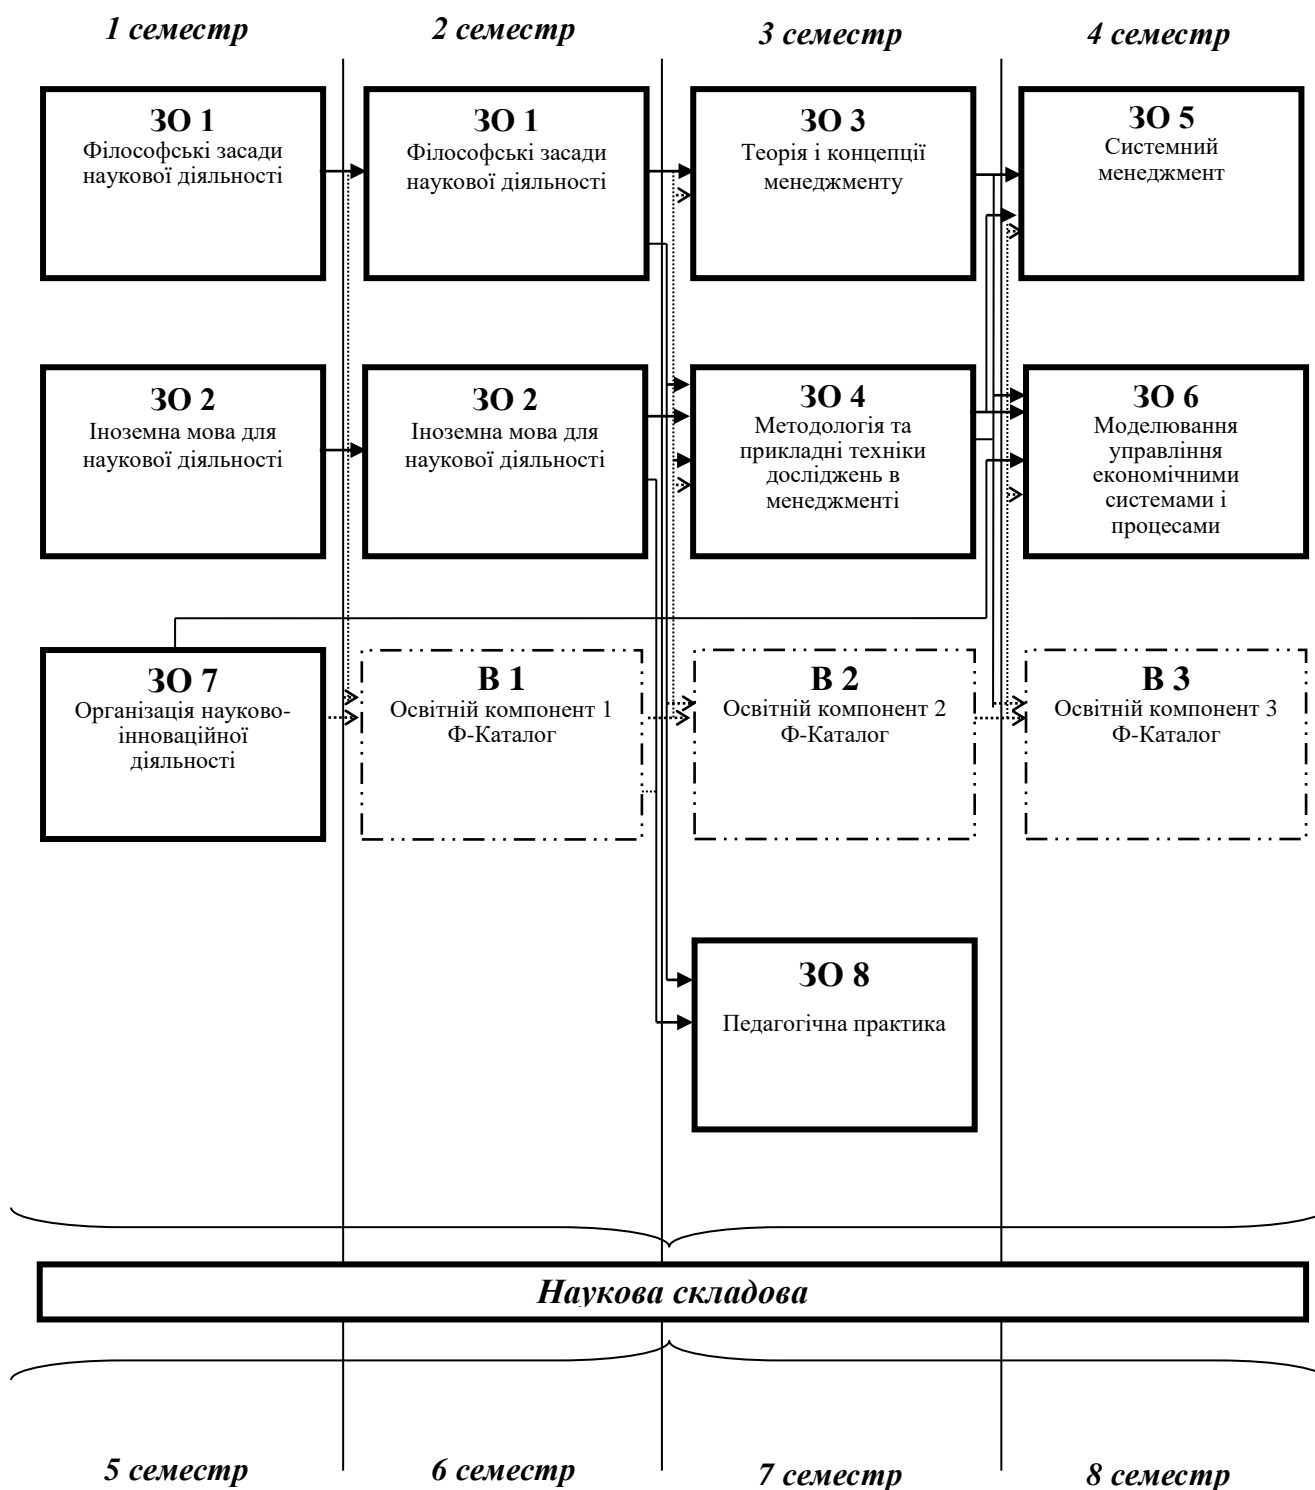 1 семестр
2 семестр
3 семестр
4 семестр
ЗО 1
Філософські засади
наукової діяльності
ЗО 1
Філософські засади
наукової діяльності
ЗО 3
Теорія і концепції
менеджменту
ЗО 5
Системний
менеджмент
ЗО 2
Іноземна мова для
наукової діяльності
ЗО 2
Іноземна мова для
наукової діяльності
ЗО 4
Методологія та
прикладні техніки
досліджень в
менеджменті
ЗО 6
Моделювання
управління
економічними
системами і
процесами
ЗО 7
Організація науково-
інноваційної
діяльності
В 1
Освітній компонент 1
Ф-Каталог
В 2
Освітній компонент 2
Ф-Каталог
В 3
Освітній компонент 3
Ф-Каталог
ЗО 8
Педагогічна практика
Наукова складова
5 семестр
6 семестр
7 семестр
8 семестр